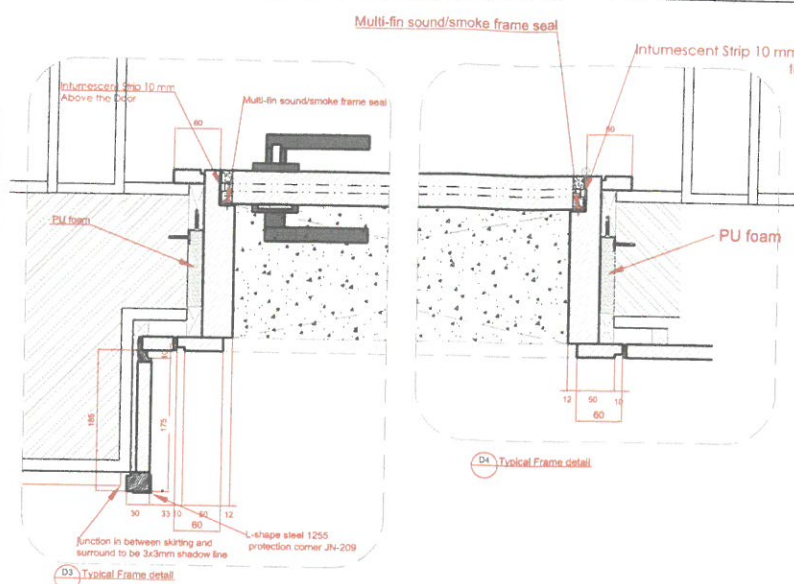 Multi-fin sound/smoke frame seal
Intumescent Strip 10 mm
Intumescent Strip 10 mm
Above the Door
Multi-fin sound/smoke frame seal
60
60
PU foam
PU foam
185
175
10
12
50
10
60
30
33
10
50
12
60
Junction in between skirting and
surround to be 3x3mm shadow line
L-shape steel 1255
protection corner JN-209
D4 Typical Frame detail
D3 Typical Frame detail